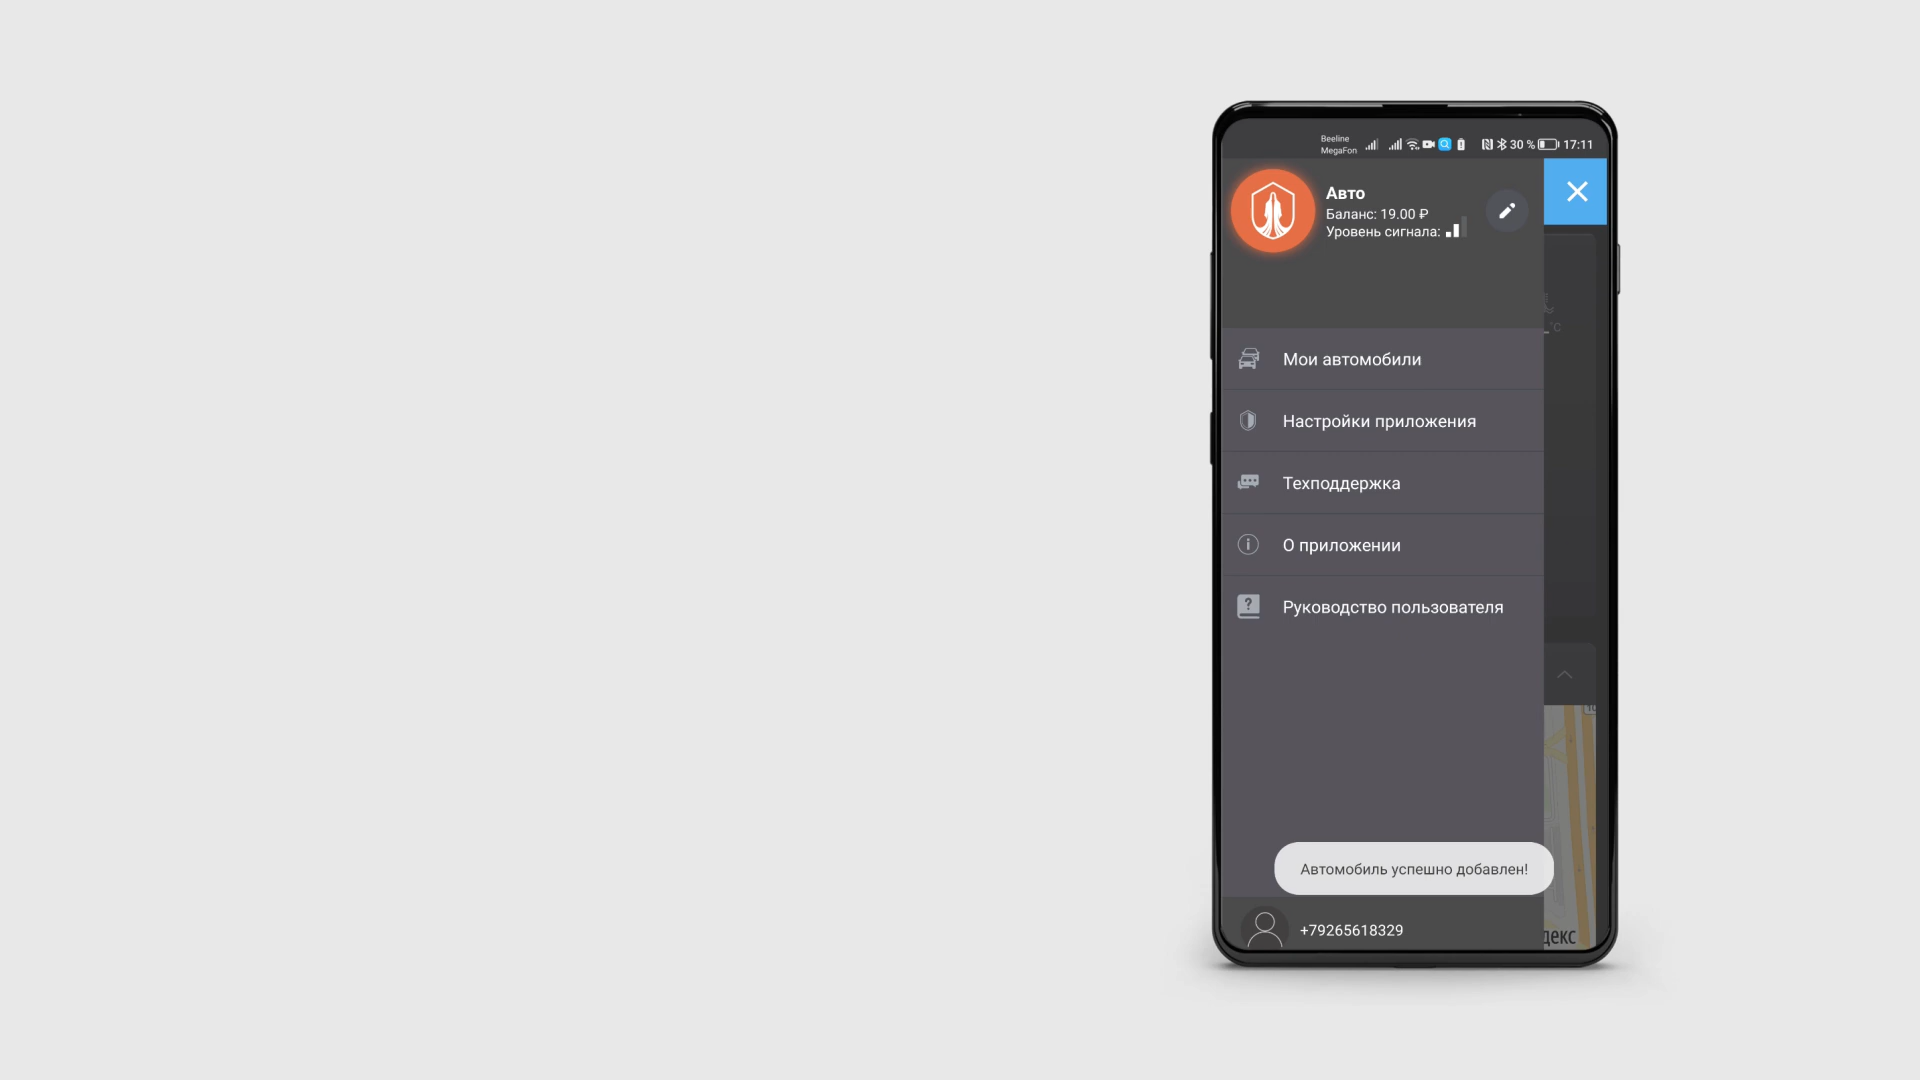 Beeline
MegaFon
30 %
17:11
Авто
Баланс: 19.00 ₽
Уровень сигнала:
°C
Мои автомобили
Настройки приложения
Техподдержка
О приложении
Руководство пользователя
Автомобиль успешно добавлен!
+79265618329
декс